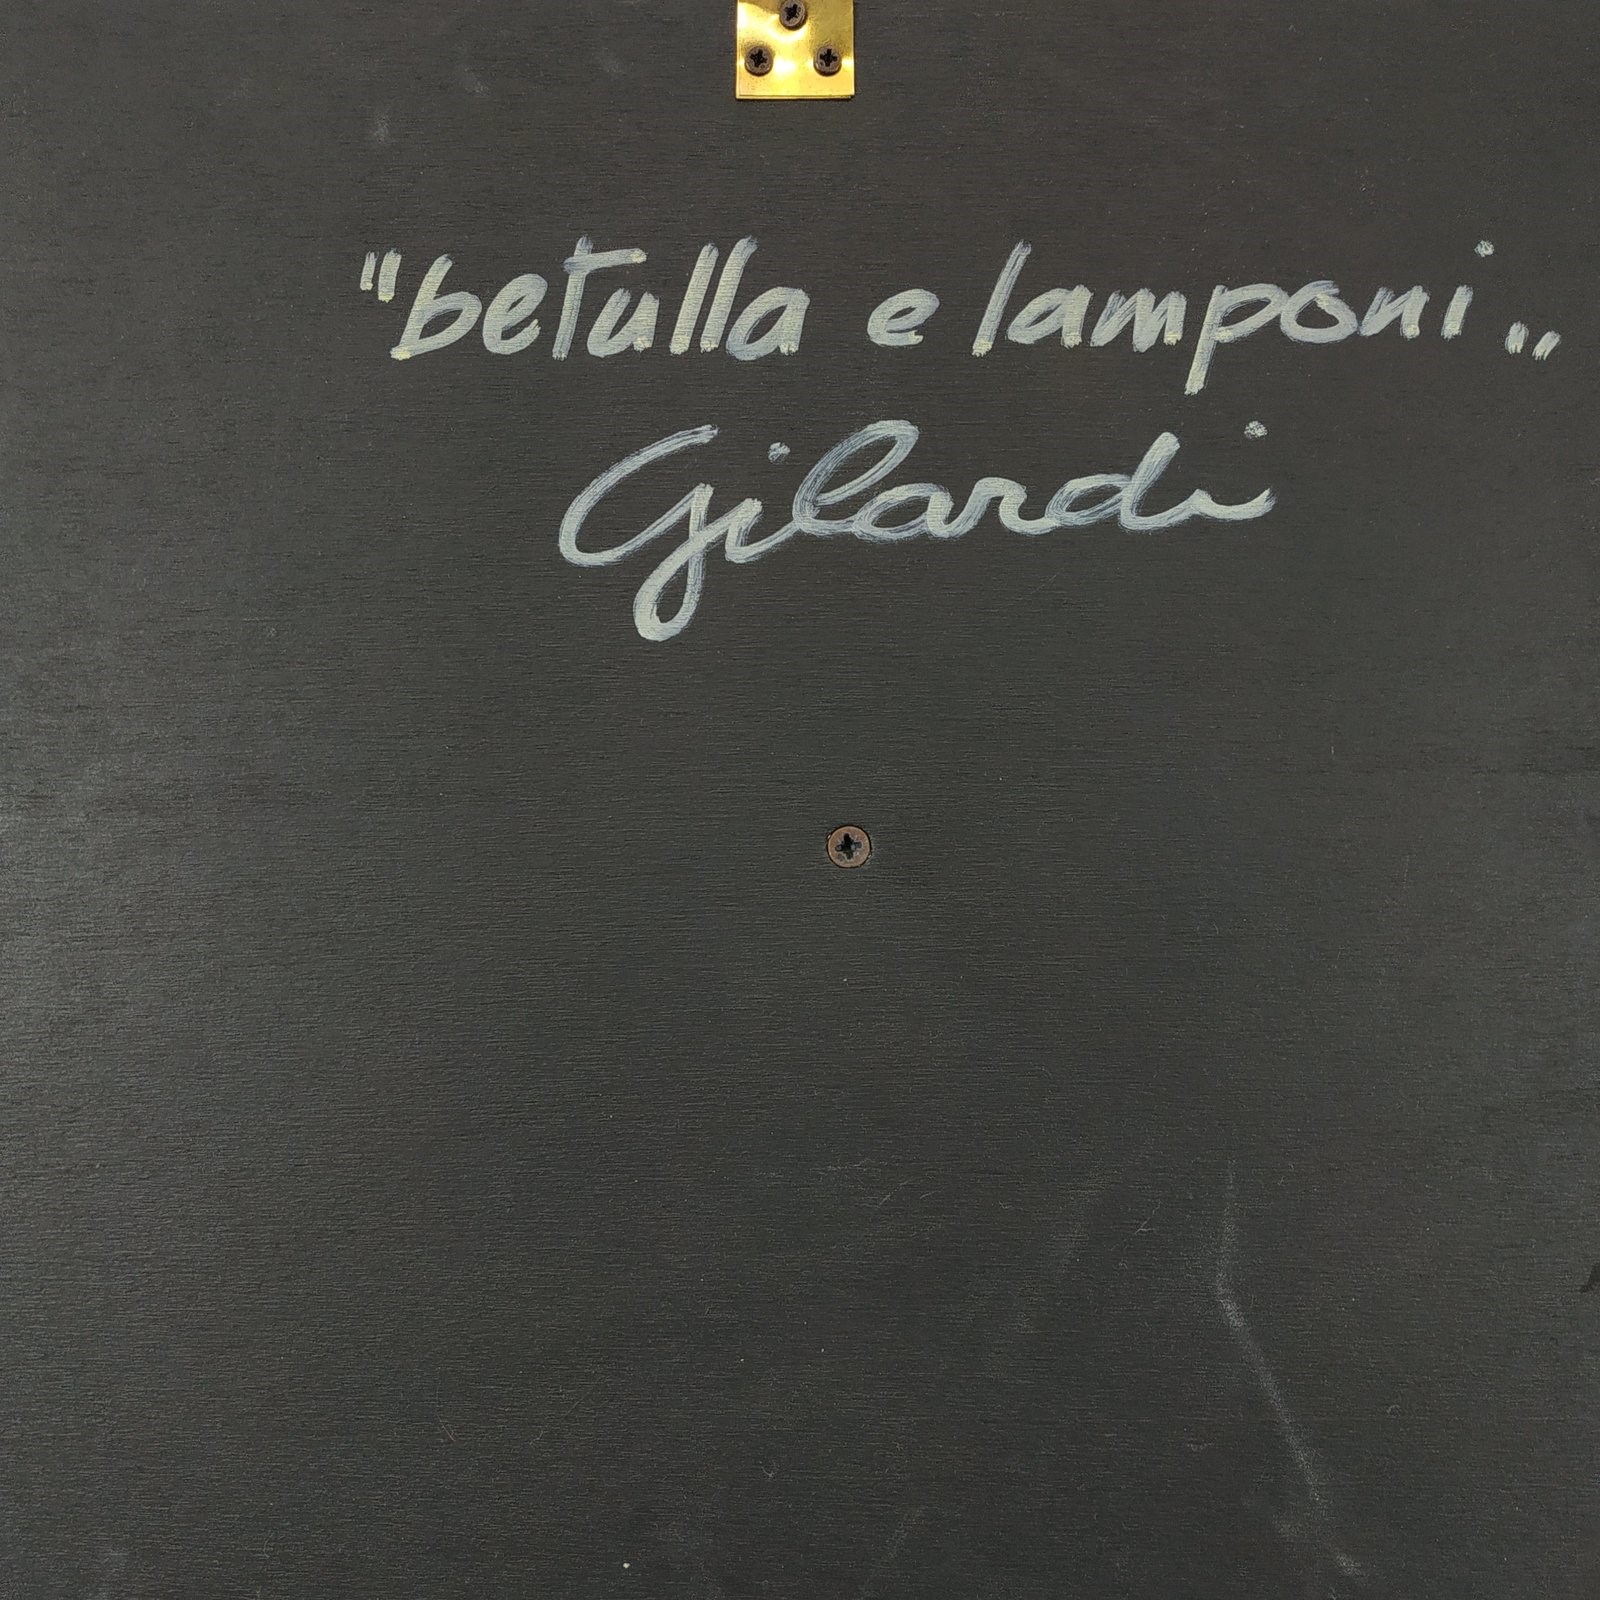 "betulla e lamponi„
Gilardi